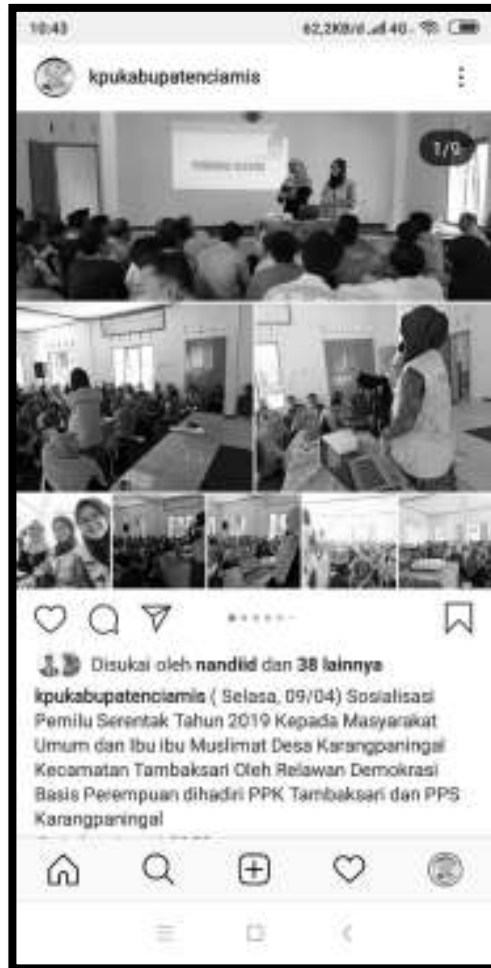 10:43
4G
kpukabupatenciamis
1/9
Disukai oleh nandiid dan 38 lainnya
kpukabupatenciamis ( Selasa, 09/04) Sosialisasi
Pemilu Serentak Tahun 2019 Kepada Masyarakat
Umum dan Ibu ibu Muslimat Desa Karangpaningal
Kecamatan Tambaksari Oleh Relawan Demokrasi
Basis Perempuan dihadiri PPK Tambaksari dan PPS
Karangpaningal